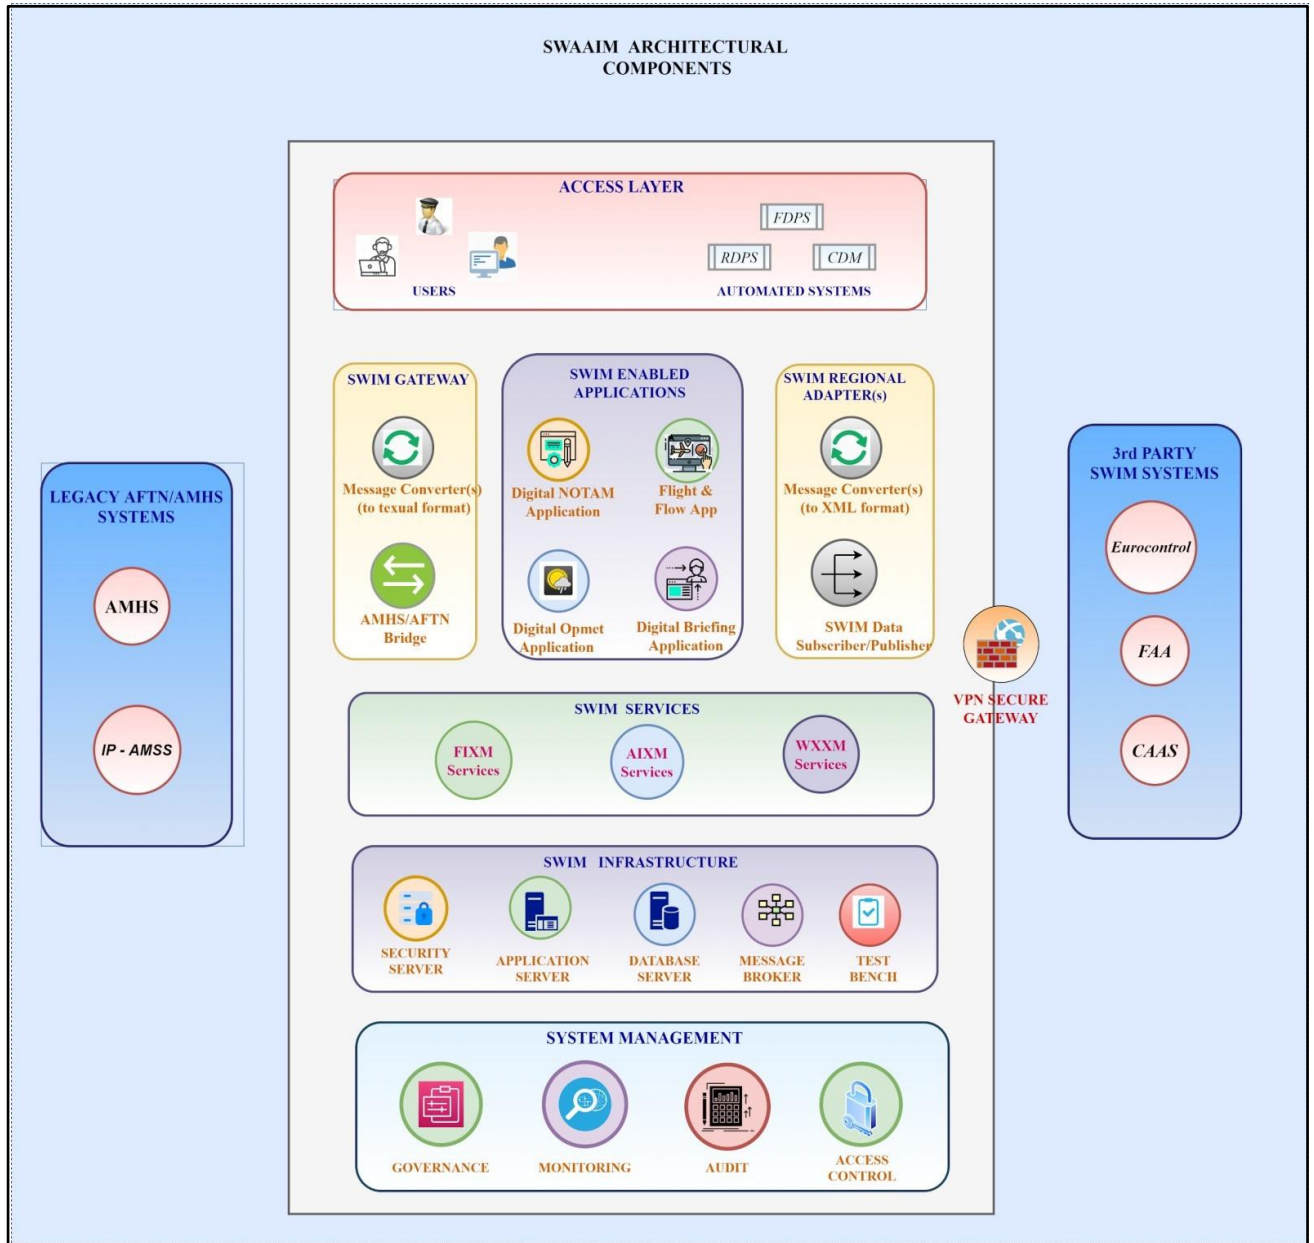 SWAAIM ARCHITECTURAL
COMPONENTS
ACCESS LAYER
FDPS
RDPS
CDM
USERS
AUTOMATED SYSTEMS
SWIM GATEWAY
Message Converter(s)
(to texual format)
AMHS/AFTN
Bridge
SWIM ENABLED
APPLICATIONS
Digital NOTAM
Application
Flight &
Flow App
Digital Opmet
Application
Digital Briefing
Application
SWIM REGIONAL
ADAPTER(s)
Message Converter(s)
(to XML format)
SWIM Data
Subscriber/Publisher
LEGACY AFTN/AMHS
SYSTEMS
AMHS
IP - AMSS
3rd PARTY
SWIM SYSTEMS
Eurocontrol
FAA
CAAS
VPN SECURE
GATEWAY
SWIM SERVICES
FIXM
Services
AIXM
Services
WXXM
Services
SWIM INFRASTRUCTURE
SECURITY
SERVER
APPLICATION
SERVER
DATABASE
SERVER
MESSAGE
BROKER
TEST
BENCH
SYSTEM MANAGEMENT
GOVERNANCE
MONITORING
AUDIT
ACCESS
CONTROL